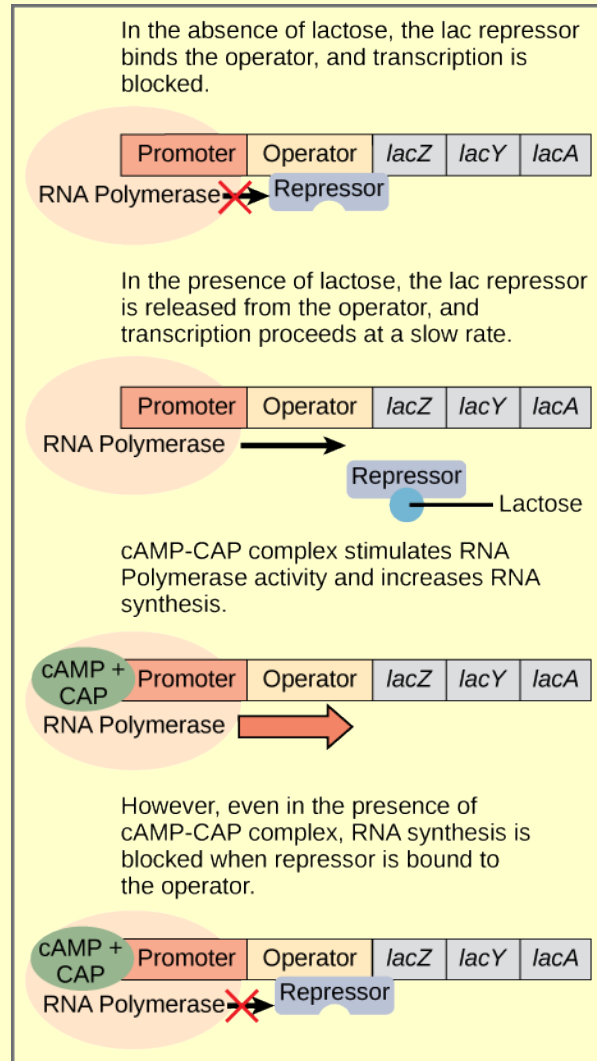 In the absence of lactose, the lac repressor
binds the operator, and transcription is
blocked.
Promoter Operator lacZ lacY lacA
RNA Polymerase Repressor
In the presence of lactose, the lac repressor
is released from the operator, and
transcription proceeds at a slow rate.
Promoter Operator lacZ lacY lacA
RNA Polymerase
Repressor
Lactose
cAMP-CAP complex stimulates RNA
Polymerase activity and increases RNA
synthesis.
cAMP +
CAP
Promoter Operator lacZ lacY lacA
RNA Polymerase
However, even in the presence of
cAMP-CAP complex, RNA synthesis is
blocked when repressor is bound to
the operator.
cAMP +
CAP
Promoter Operator lacZ lacY lacA
RNA Polymerase Repressor